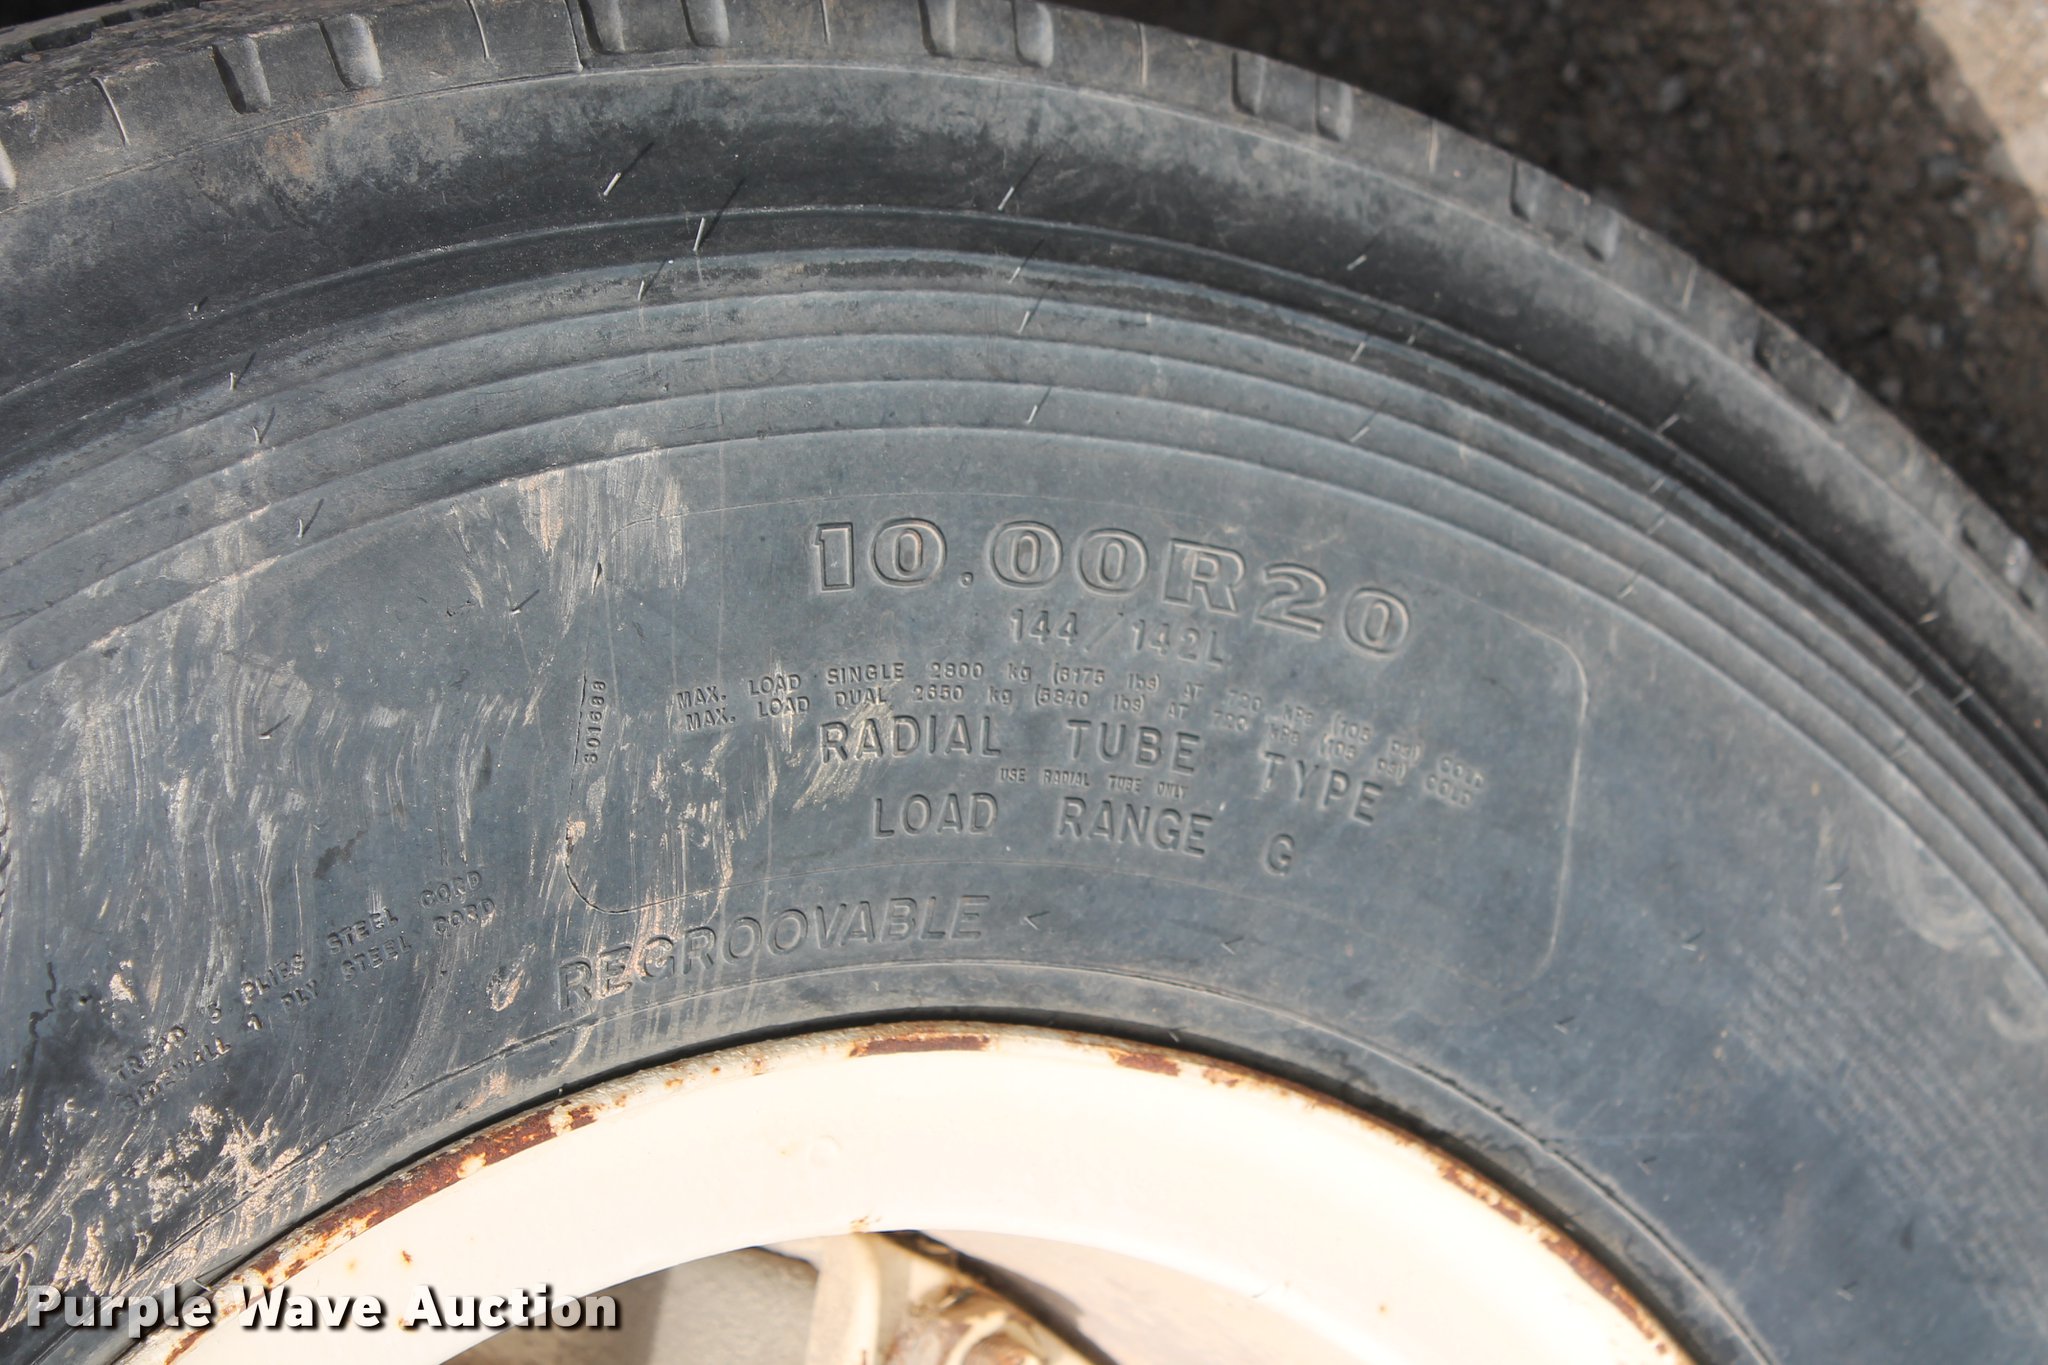 10.00R20
144/142L
MAX. LOAD SINGLE 2800 kg (6175 lbs) AT 720 kPa (105 psi) COLD
MAX. LOAD DUAL 2650 kg (5840 lbs) AT 720 kPa (105 psi) COLD
RADIAL TUBE TYPE
USE RADIAL TUBE ONLY
LOAD RANGE G
601688
REGROOVABLE
TREAD 5 PLIES STEEL CORD
SIDEWALL 1 PLY STEEL CORD
Purple Wave Auction